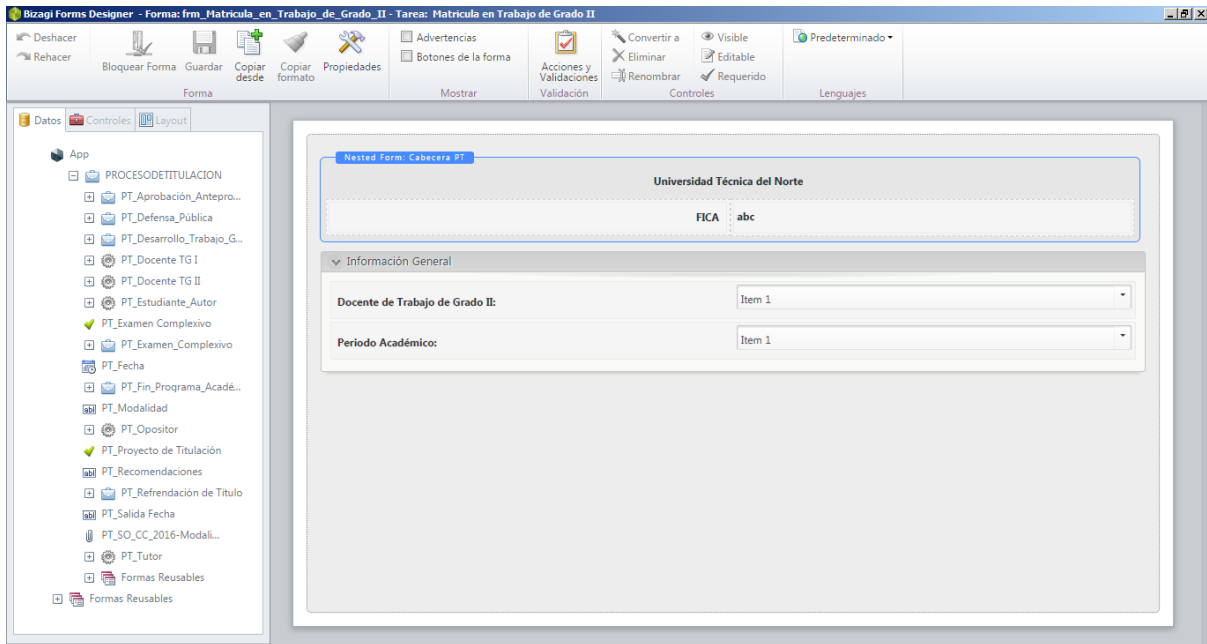 Bizagi Forms Designer - Forma: frm_Matricula_en_Trabajo_de_Grado_II - Tarea: Matricula en Trabajo de Grado II
Deshacer
Rehacer
Bloquear Forma
Guardar
Copiar desde
Forma
Copiar formato
Propiedades
Advertencias
Botones de la forma
Mostrar
Acciones y Validaciones
Validación
Convertir a
Eliminar
Renombrar
Visible
Editable
Requerido
Controles
Predeterminado
Lenguajes
Datos
Controles
Layout
App
PROCESODETITULACION
PT_Aprobación_Antepro...
PT_Defensa_Pública
PT_Desarrollo_Trabajo_G...
PT_Docente TG I
PT_Docente TG II
PT_Estudiante_Autor
PT_Examen Complexivo
PT_Examen_Complexivo
PT_Fecha
PT_Fin_Programa_Acadé...
PT_Modalidad
PT_Opositor
PT_Proyecto de Titulación
PT_Recomendaciones
PT_Refrendación de Título
PT_Salida Fecha
PT_SO_CC_2016-Modali...
PT_Tutor
Formas Reusables
Formas Reusables
Nested Form: Cabecera PT
Universidad Técnica del Norte
FICA abc
Información General
Docente de Trabajo de Grado II: Item 1
Periodo Académico: Item 1